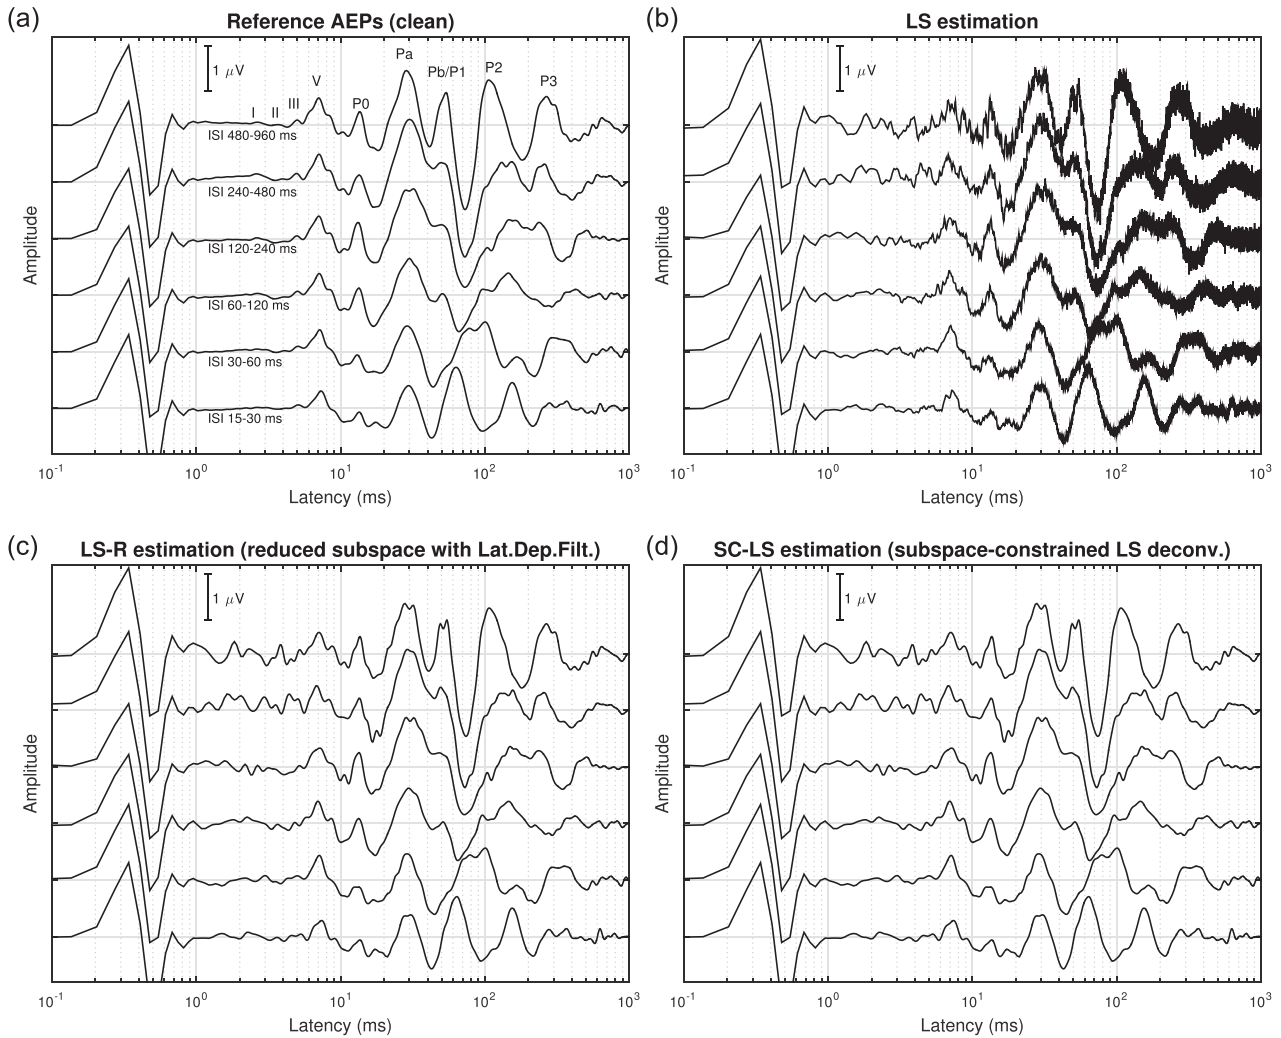 (a) Reference AEPs (clean)
1 μV
I II III V P0 Pa Pb/P1 P2 P3
ISI 480-960 ms
ISI 240-480 ms
ISI 120-240 ms
ISI 60-120 ms
ISI 30-60 ms
ISI 15-30 ms
Amplitude
10^-1 10^0 10^1 10^2 10^3
Latency (ms)
(b) LS estimation
1 μV
Amplitude
10^-1 10^0 10^1 10^2 10^3
Latency (ms)
(c) LS-R estimation (reduced subspace with Lat.Dep.Filt.)
1 μV
Amplitude
10^-1 10^0 10^1 10^2 10^3
Latency (ms)
(d) SC-LS estimation (subspace-constrained LS deconv.)
1 μV
Amplitude
10^-1 10^0 10^1 10^2 10^3
Latency (ms)